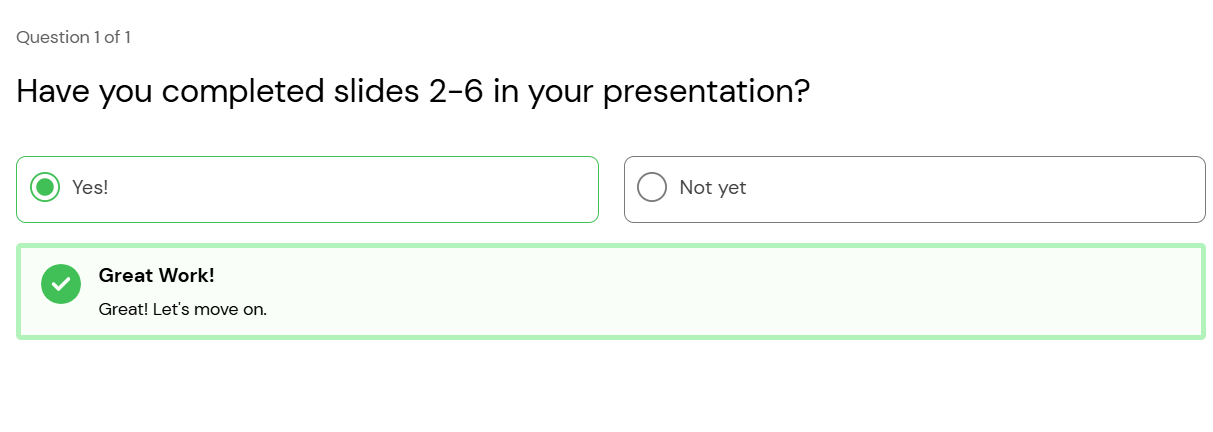 Question 1 of 1
Have you completed slides 2-6 in your presentation?
Yes!
Not yet
Great Work!
Great! Let's move on.